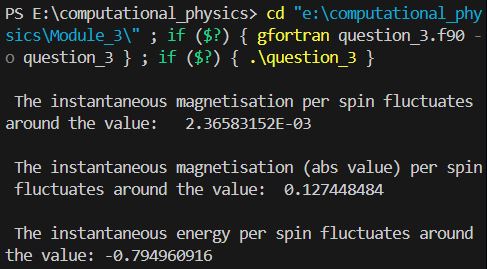 PS E:\computational_physics> cd "e:\computational_phy
sics\Module_3\" ; if ($?) { gfortran question_3.f90 -
o question_3 } ; if ($?) { .\question_3 }
The instantaneous magnetisation per spin fluctuates
around the value:   2.36583152E-03
The instantaneous magnetisation (abs value) per spin
fluctuates around the value:  0.127448484
The instantaneous energy per spin fluctuates around
the value: -0.794960916